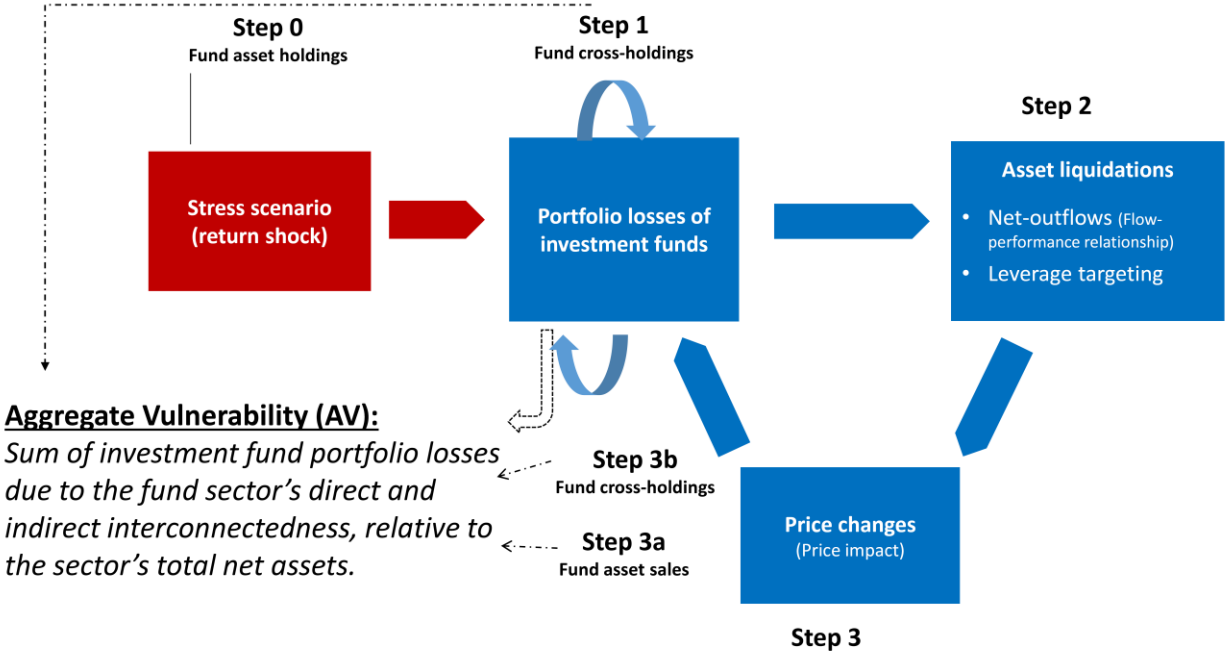 Step 0
Fund asset holdings
Step 1
Fund cross-holdings
Step 2
Stress scenario
(return shock)
Portfolio losses of
investment funds
Asset liquidations
• Net-outflows (Flow-
performance relationship)
• Leverage targeting
Aggregate Vulnerability (AV):
Sum of investment fund portfolio losses
due to the fund sector’s direct and
indirect interconnectedness, relative to
the sector’s total net assets.
Step 3b
Fund cross-holdings
Step 3a
Fund asset sales
Price changes
(Price impact)
Step 3